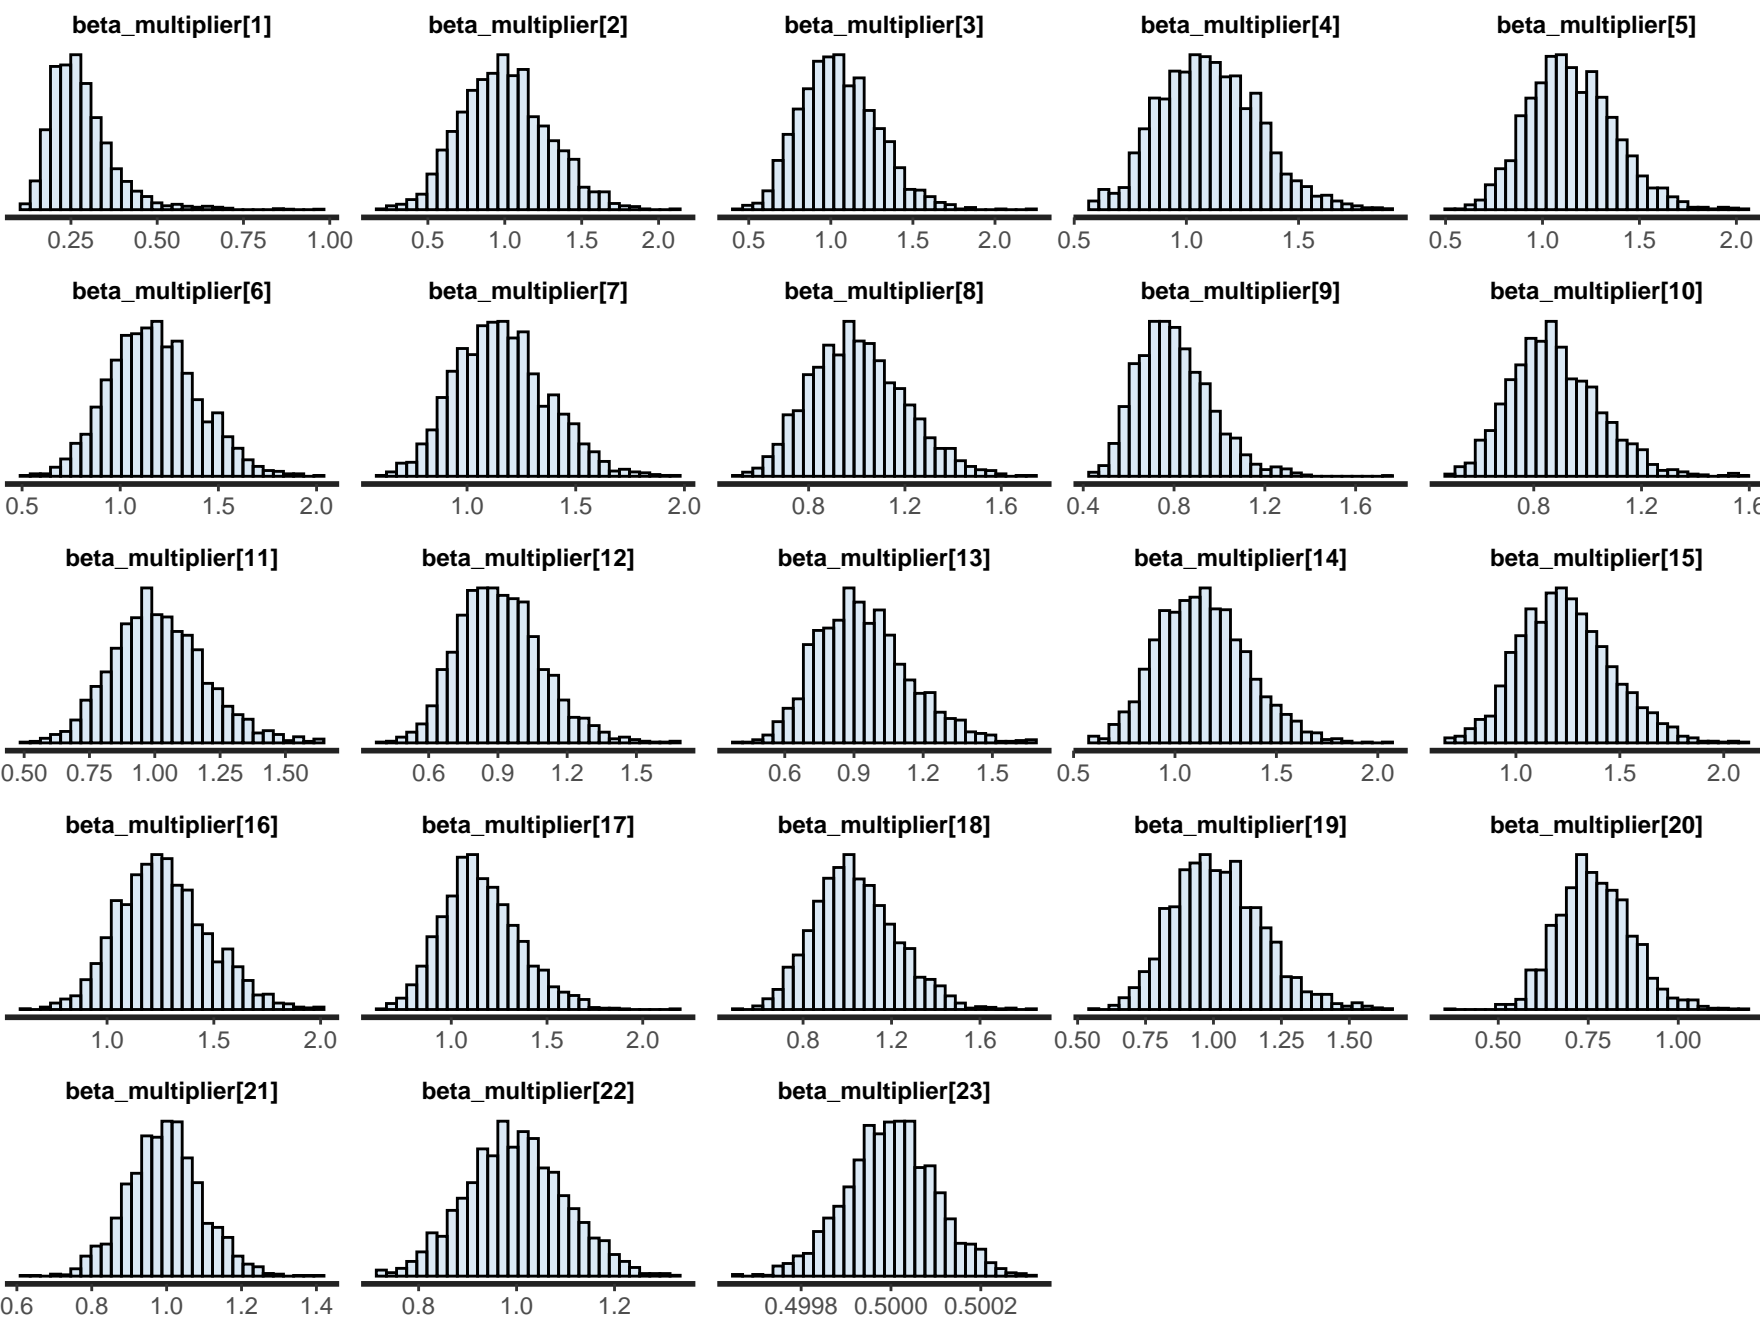 beta_multiplier[1] beta_multiplier[2] beta_multiplier[3] beta_multiplier[4] beta_multiplier[5]
0.25 0.50 0.75 1.00 0.5 1.0 1.5 2.0 0.5 1.0 1.5 2.0 0.5 1.0 1.5 0.5 1.0 1.5 2.0
beta_multiplier[6] beta_multiplier[7] beta_multiplier[8] beta_multiplier[9] beta_multiplier[10]
0.5 1.0 1.5 2.0 1.0 1.5 2.0 0.8 1.2 1.6 0.4 0.8 1.2 1.6 0.8 1.2 1.6
beta_multiplier[11] beta_multiplier[12] beta_multiplier[13] beta_multiplier[14] beta_multiplier[15]
0.50 0.75 1.00 1.25 1.50 0.6 0.9 1.2 1.5 0.6 0.9 1.2 1.5 0.5 1.0 1.5 2.0 1.0 1.5 2.0
beta_multiplier[16] beta_multiplier[17] beta_multiplier[18] beta_multiplier[19] beta_multiplier[20]
1.0 1.5 2.0 1.0 1.5 2.0 0.8 1.2 1.6 0.50 0.75 1.00 1.25 1.50 0.50 0.75 1.00
beta_multiplier[21] beta_multiplier[22] beta_multiplier[23]
0.6 0.8 1.0 1.2 1.4 0.8 1.0 1.2 0.4998 0.5000 0.5002